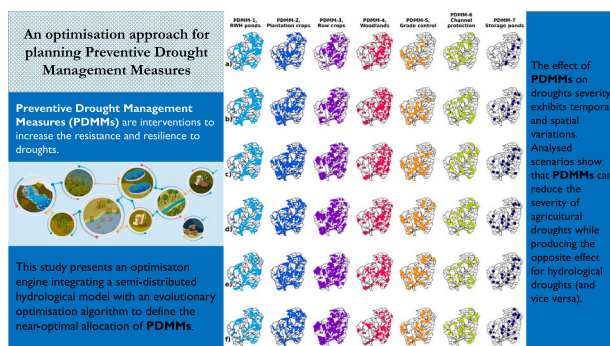 An optimisation approach for
planning Preventive Drought
Management Measures
Preventive Drought Management
Measures (PDMMs) are interventions to
increase the resistance and resilience to
droughts.
This study presents an optimisaton
engine integrating a semi-distributed
hydrological model with an evolutionary
optimisation algorithm to define the
near-optimal allocation of PDMMs.
PDMM-1,
RWH ponds
PDMM-2,
Plantation crops
PDMM-3,
Row crops
PDMM-4,
Woodlands
PDMM-5,
Grade control
PDMM-6
Channel
protection
PDMM-7
Storage ponds
a)
b)
c)
d)
e)
f)
The effect of
PDMMs on
droughts severity
exhibits temporal
and spatial
variations.
Analysed
scenarios show
that PDMMs can
reduce the
severity of
agricultural
droughts while
producing the
opposite effect
for hydrological
droughts (and
vice versa).